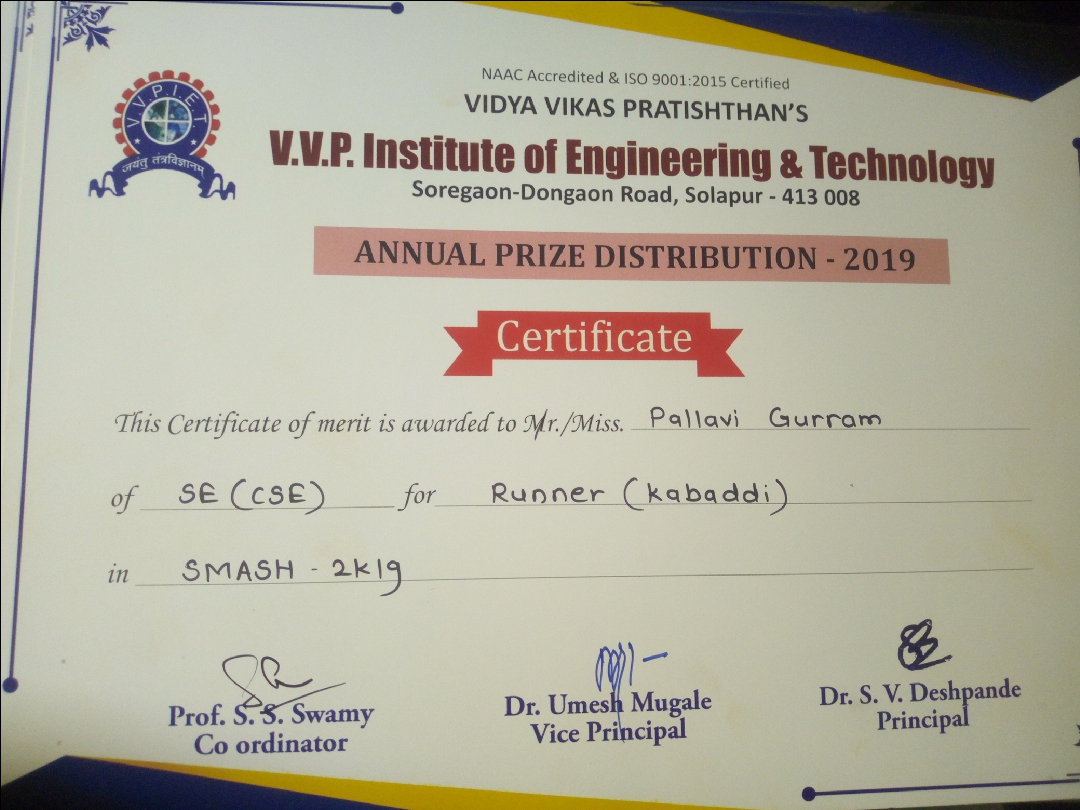 NAAC Accredited & ISO 9001:2015 Certified
VIDYA VIKAS PRATISHTHAN'S
V.V.P.I.E.T.
जयंतु तंत्रविज्ञानम्
V.V.P. Institute of Engineering & Technology
Soregaon-Dongaon Road, Solapur - 413 008
ANNUAL PRIZE DISTRIBUTION - 2019
Certificate
This Certificate of merit is awarded to Mr./Miss. Pallavi Gurram
of SE (CSE) for Runner (Kabaddi)
in SMASH - 2K19
Prof. S. S. Swamy
Co ordinator
Dr. Umesh Mugale
Vice Principal
Dr. S. V. Deshpande
Principal